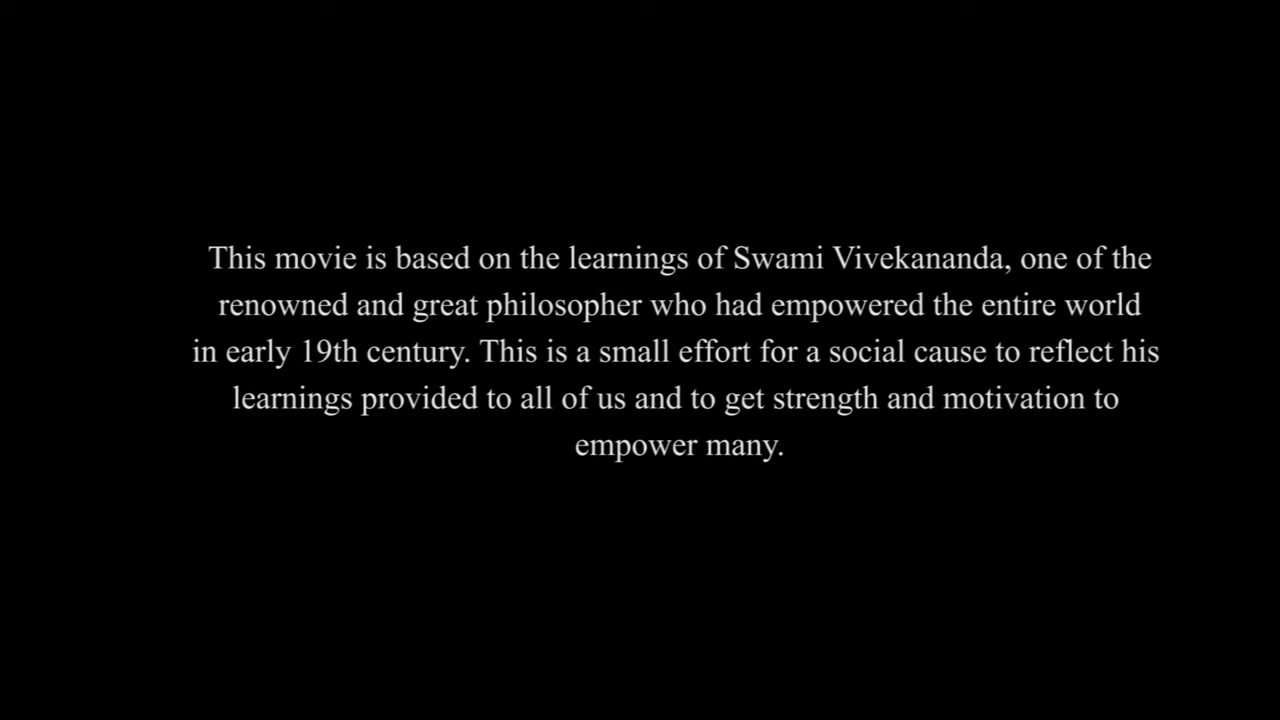 This movie is based on the learnings of Swami Vivekananda, one of the
renowned and great philosopher who had empowered the entire world
in early 19th century. This is a small effort for a social cause to reflect his
learnings provided to all of us and to get strength and motivation to
empower many.